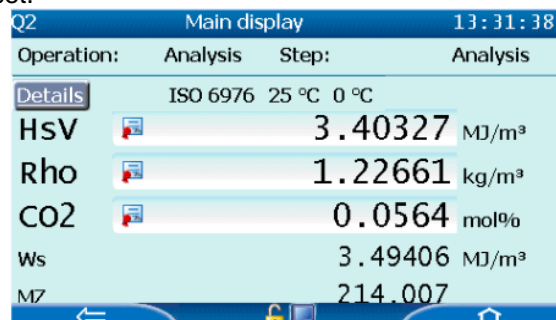 Q2 Main display 13:31:38
Operation: Analysis Step: Analysis
Details ISO 6976 25 °C 0 °C
HsV 3.40327 MJ/m³
Rho 1.22661 kg/m³
CO2 0.0564 mol%
Ws 3.49406 MJ/m³
MZ 214.007